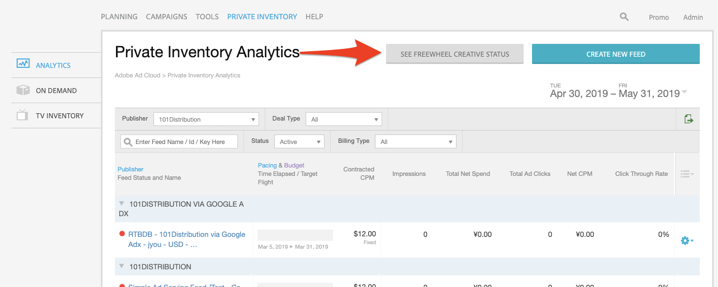 PLANNING CAMPAIGNS TOOLS PRIVATE INVENTORY HELP Promo Admin
Private Inventory Analytics SEE FREEWHEEL CREATIVE STATUS CREATE NEW FEED
ANALYTICS
Adobe Ad Cloud > Private Inventory Analytics
ON DEMAND
TUE FRI
Apr 30, 2019 – May 31, 2019
TV INVENTORY
Publisher 101Distribution Deal Type All
Enter Feed Name / Id / Key Here Status Active Billing Type All
Publisher
Feed Status and Name
Pacing & Budget
Time Elapsed / Target
Flight
Contracted
CPM
Impressions Total Net Spend Total Ad Clicks Net CPM Click Through Rate
101DISTRIBUTION VIA GOOGLE A
DX
RTBDB - 101Distribution via Google
Adx - jyou - USD - …
Mar 5, 2019 ▸ Mar 31, 2019
$12.00
Fixed
0 ¥0.00 0 ¥0.00 0%
101DISTRIBUTION